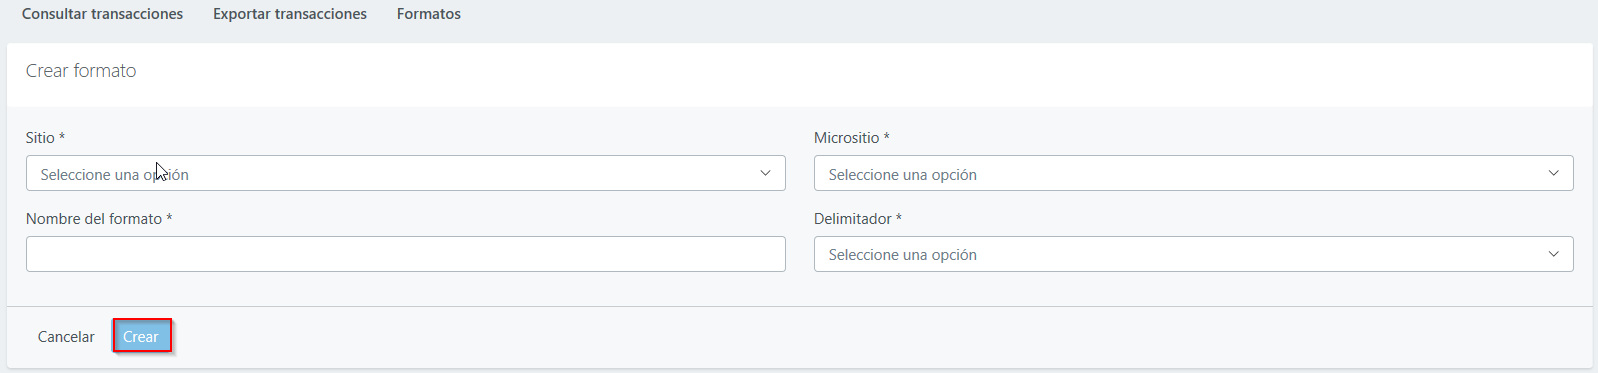 Consultar transacciones Exportar transacciones Formatos
Crear formato
Sitio * Micrositio *
Seleccione una opción Seleccione una opción
Nombre del formato * Delimitador *
Seleccione una opción
Cancelar Crear